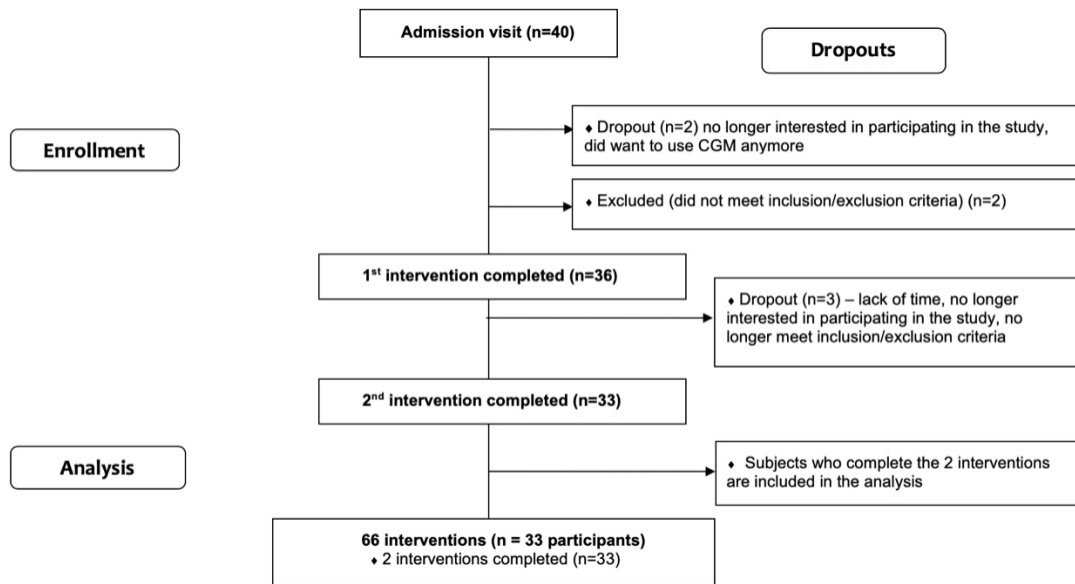 Admission visit (n=40)
Dropouts
♦ Dropout (n=2) no longer interested in participating in the study,
did want to use CGM anymore
Enrollment
♦ Excluded (did not meet inclusion/exclusion criteria) (n=2)
1st intervention completed (n=36)
♦ Dropout (n=3) – lack of time, no longer
interested in participating in the study, no
longer meet inclusion/exclusion criteria
2nd intervention completed (n=33)
Analysis
♦ Subjects who complete the 2 interventions
are included in the analysis
66 interventions (n = 33 participants)
♦ 2 interventions completed (n=33)